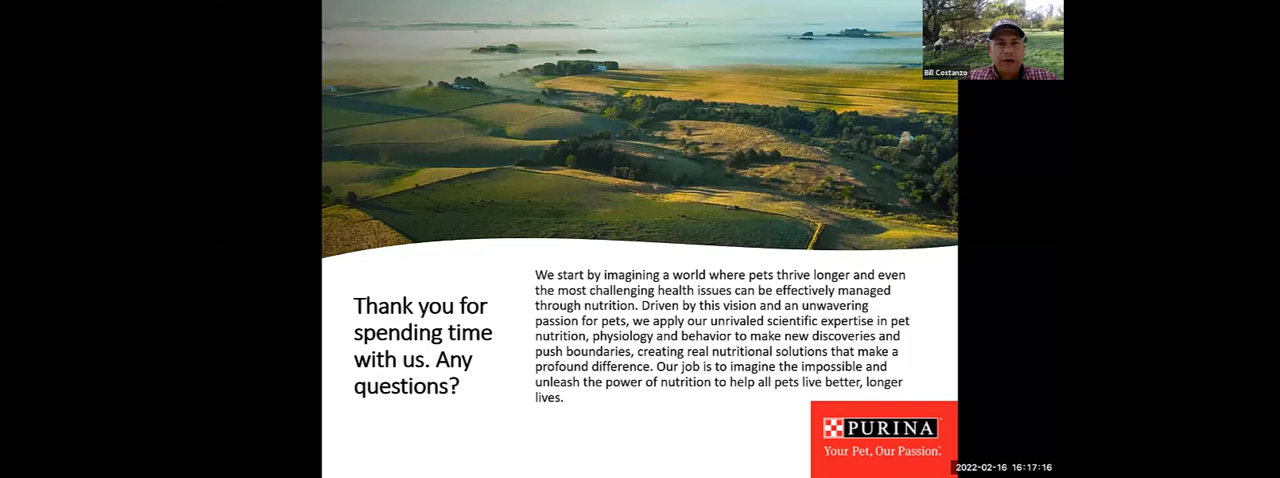 Bill Costanzo
Thank you for
spending time
with us. Any
questions?
We start by imagining a world where pets thrive longer and even
the most challenging health issues can be effectively managed
through nutrition. Driven by this vision and an unwavering
passion for pets, we apply our unrivaled scientific expertise in pet
nutrition, physiology and behavior to make new discoveries and
push boundaries, creating real nutritional solutions that make a
profound difference. Our job is to imagine the impossible and
unleash the power of nutrition to help all pets live better, longer
lives.
PURINA
Your Pet, Our Passion.
2022-02-16 16:17:16